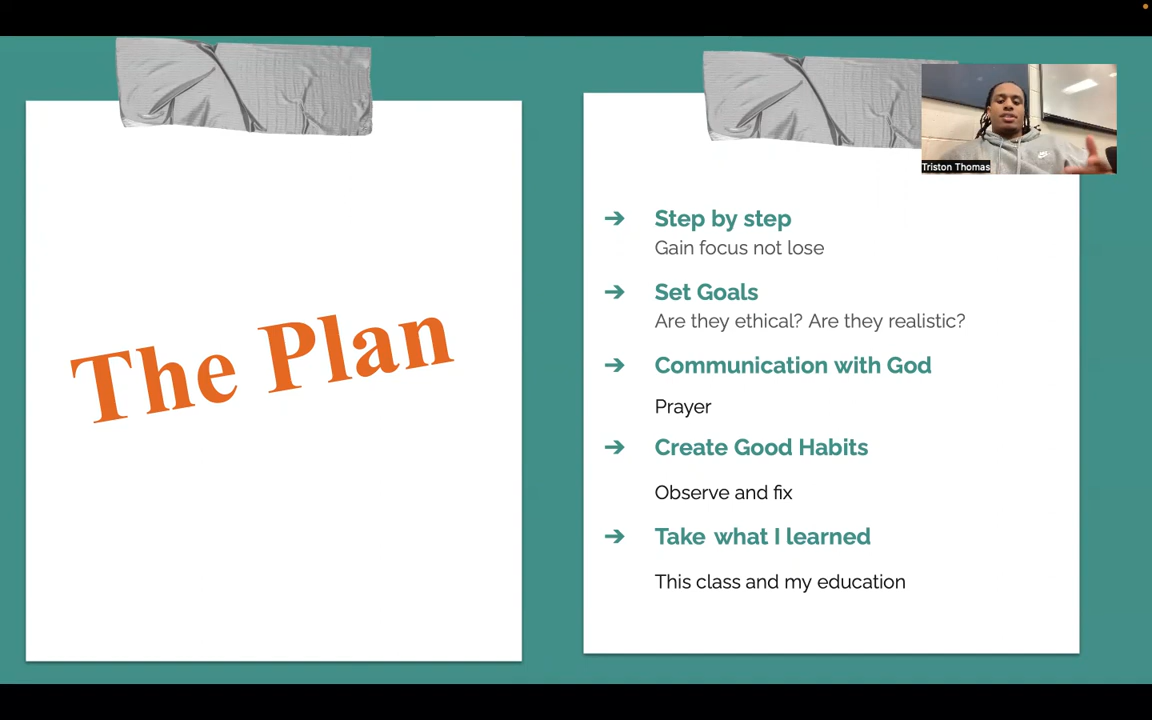 The Plan
Triston Thomas
➔ Step by step
Gain focus not lose
➔ Set Goals
Are they ethical? Are they realistic?
➔ Communication with God
Prayer
➔ Create Good Habits
Observe and fix
➔ Take what I learned
This class and my education